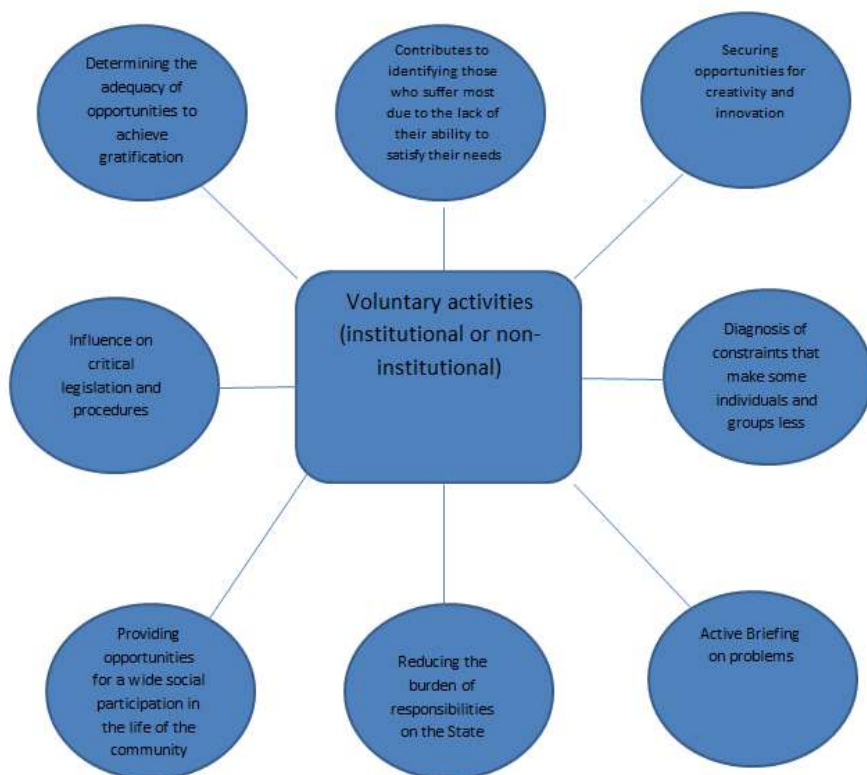 Determining the
adequacy of
opportunities to
achieve
gratification
Contributes to
identifying those
who suffer most
due to the lack of
their ability to
satisfy their needs
Securing
opportunities for
creativity and
innovation
Influence on
critical
legislation and
procedures
Voluntary activities
(institutional or non-
institutional)
Diagnosis of
constraints that
make some
individuals and
groups less
Providing
opportunities
for a wide social
participation in
the life of the
community
Reducing the
burden of
responsibilities
on the State
Active Briefing
on problems